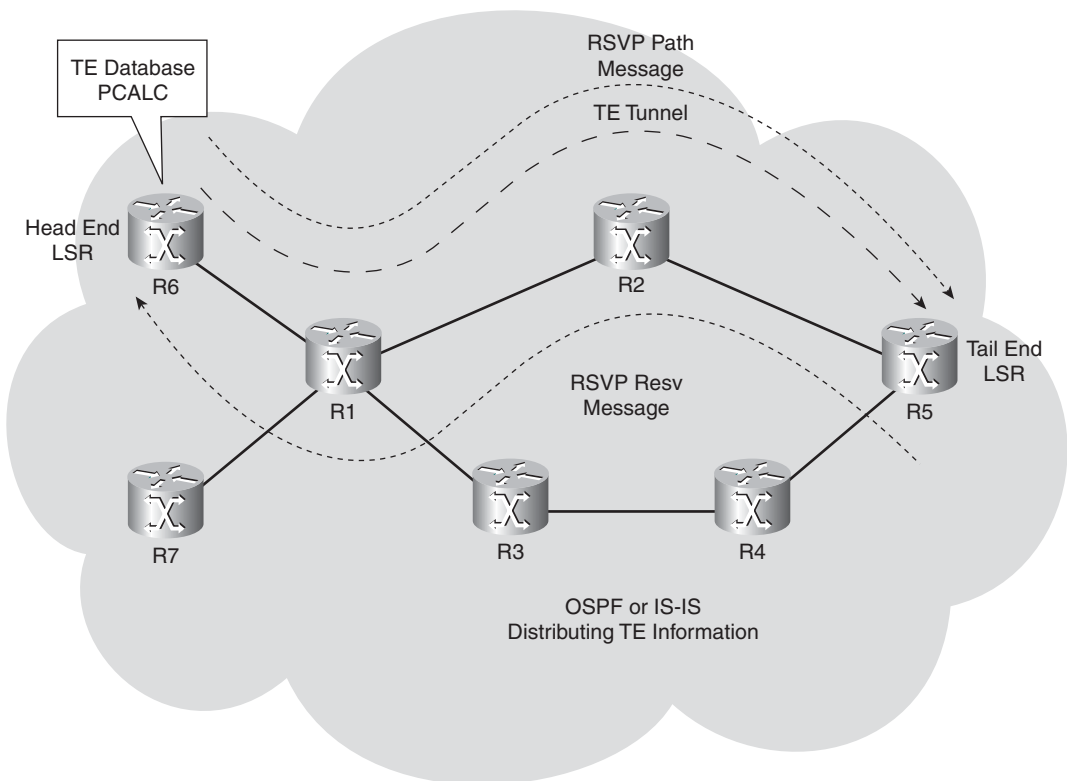 RSVP Path
Message
TE Database
PCALC
TE Tunnel
Head End
LSR
R6
R2
Tail End
LSR
R1
RSVP Resv
Message
R5
R7
R3
R4
OSPF or IS-IS
Distributing TE Information